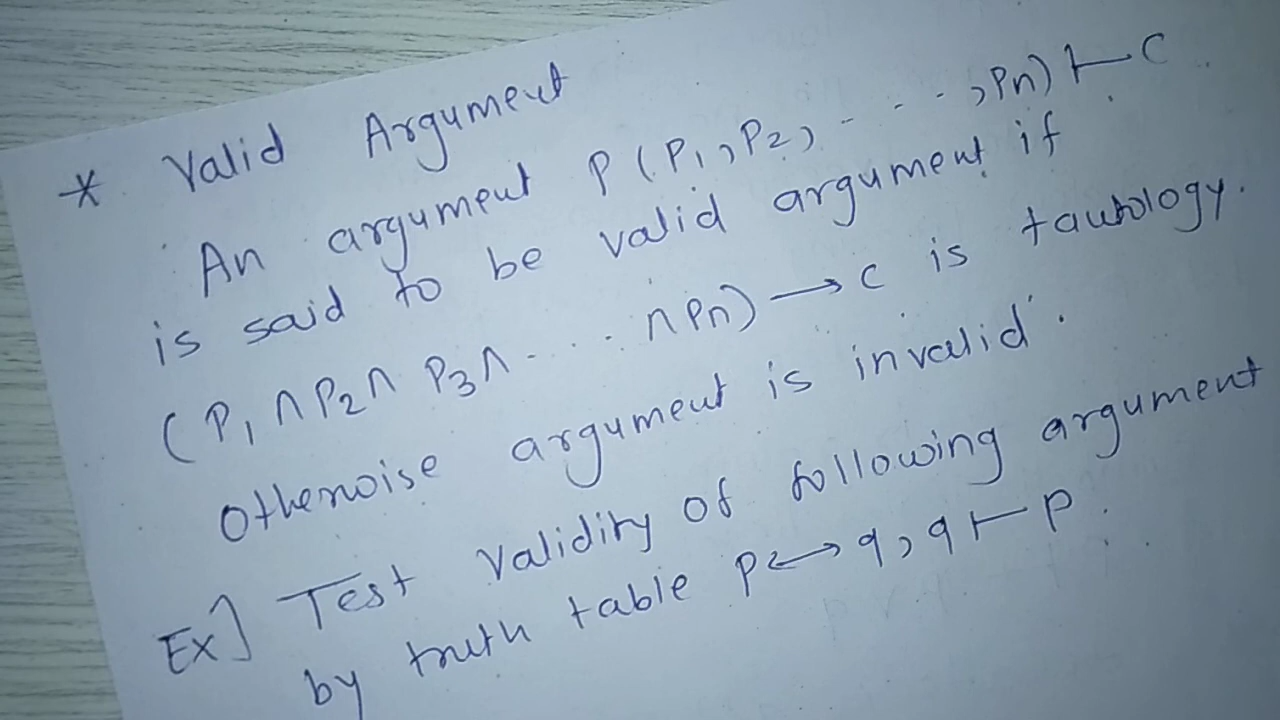 * Valid Argument
An argument P(P1,P2, - - - -, Pn) ⊢ C
is said to be valid argument if
(P1 ∧ P2 ∧ P3 ∧ - - - - ∧ Pn) → C is tautology.
Otherwise argument is invalid.
Ex] Test validity of following argument
by truth table p ↔ q, q ⊢ p.